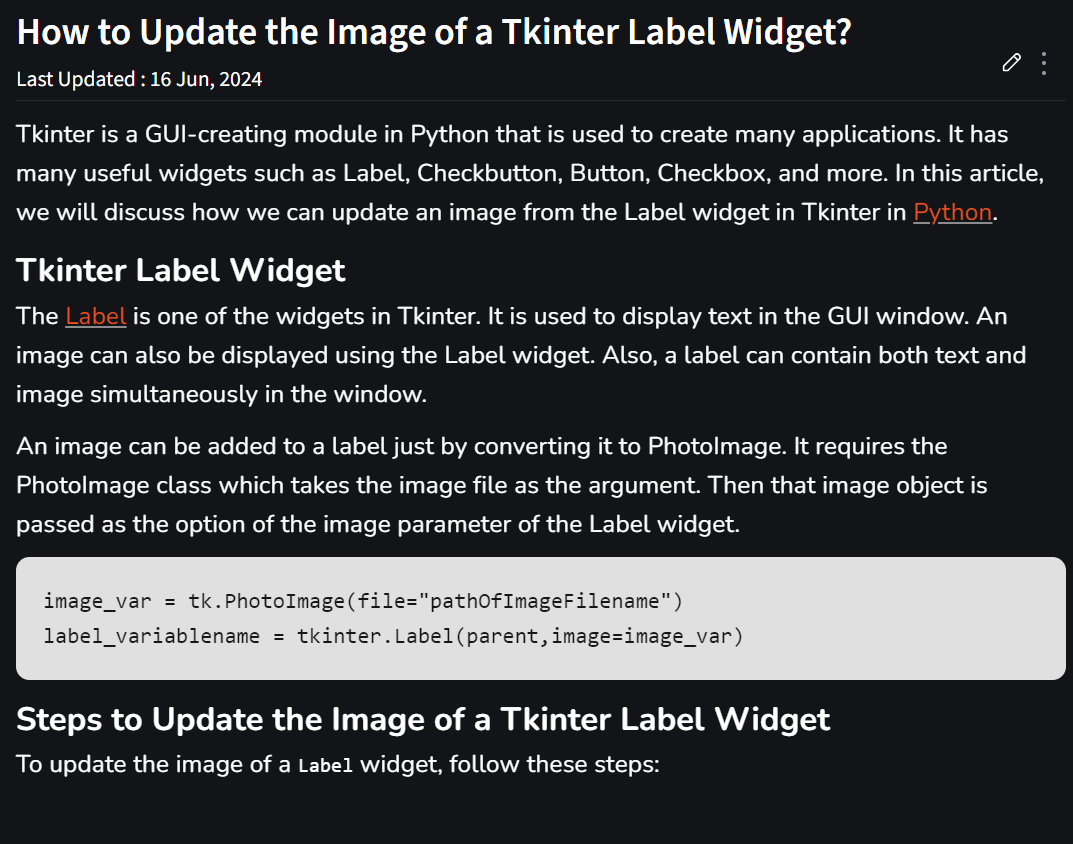 How to Update the Image of a Tkinter Label Widget?
Last Updated : 16 Jun, 2024
Tkinter is a GUI-creating module in Python that is used to create many applications. It has
many useful widgets such as Label, Checkbutton, Button, Checkbox, and more. In this article,
we will discuss how we can update an image from the Label widget in Tkinter in Python.
Tkinter Label Widget
The Label is one of the widgets in Tkinter. It is used to display text in the GUI window. An
image can also be displayed using the Label widget. Also, a label can contain both text and
image simultaneously in the window.
An image can be added to a label just by converting it to PhotoImage. It requires the
PhotoImage class which takes the image file as the argument. Then that image object is
passed as the option of the image parameter of the Label widget.
image_var = tk.PhotoImage(file="pathOfImageFilename")
label_variablename = tkinter.Label(parent,image=image_var)
Steps to Update the Image of a Tkinter Label Widget
To update the image of a Label widget, follow these steps: